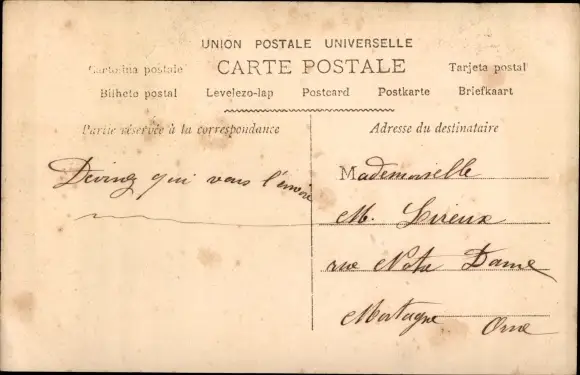 UNION POSTALE UNIVERSELLE
Cartolina postale CARTE POSTALE Tarjeta postal
Bilhete postal Levelezo-lap Postcard Postkarte Briefkaart
Partie réservée à la correspondance
Adresse du destinataire
Devinez qui vous l'envoie
Mademoiselle
M. Lireux
rue Notre Dame
Mortagne Orne